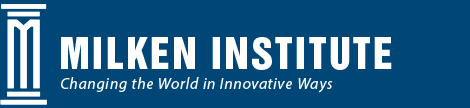 MILKEN INSTITUTE
Changing the World in Innovative Ways